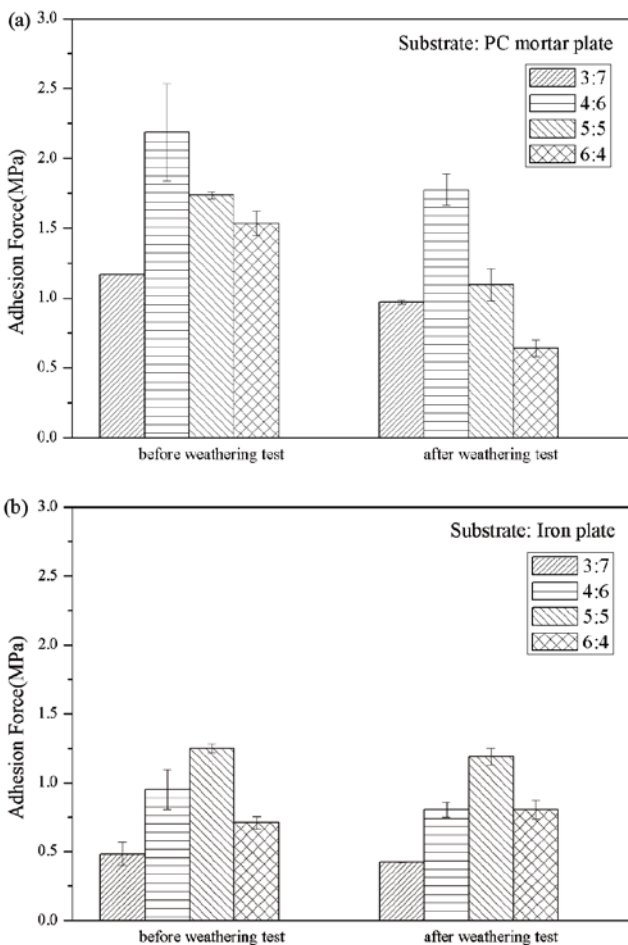 (a)
3.0
Substrate: PC mortar plate
3:7
4:6
5:5
6:4
2.5
2.0
1.5
1.0
0.5
0.0
Adhesion Force(MPa)
before weathering test
after weathering test
(b)
3.0
Substrate: Iron plate
3:7
4:6
5:5
6:4
2.5
2.0
1.5
1.0
0.5
0.0
Adhesion Force(MPa)
before weathering test
after weathering test